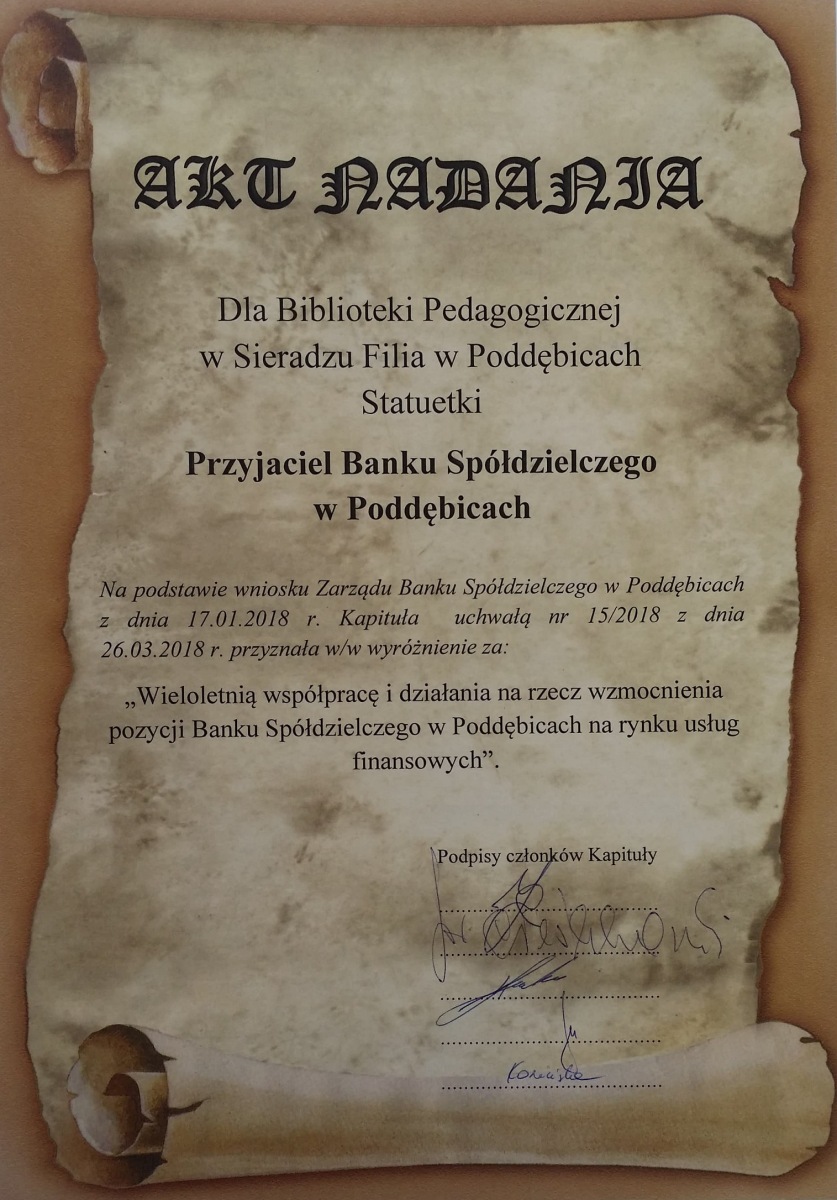 AKT NADANIA
Dla Biblioteki Pedagogicznej
w Sieradzu Filia w Poddębicach
Statuetki
Przyjaciel Banku Spółdzielczego
w Poddębicach
Na podstawie wniosku Zarządu Banku Spółdzielczego w Poddębicach
z dnia 17.01.2018 r. Kapituła uchwałą nr 15/2018 z dnia
26.03.2018 r. przyznała w/w wyróżnienie za:
„Wieloletnią współpracę i działania na rzecz wzmocnienia
pozycji Banku Spółdzielczego w Poddębicach na rynku usług
finansowych”.
Podpisy członków Kapituły